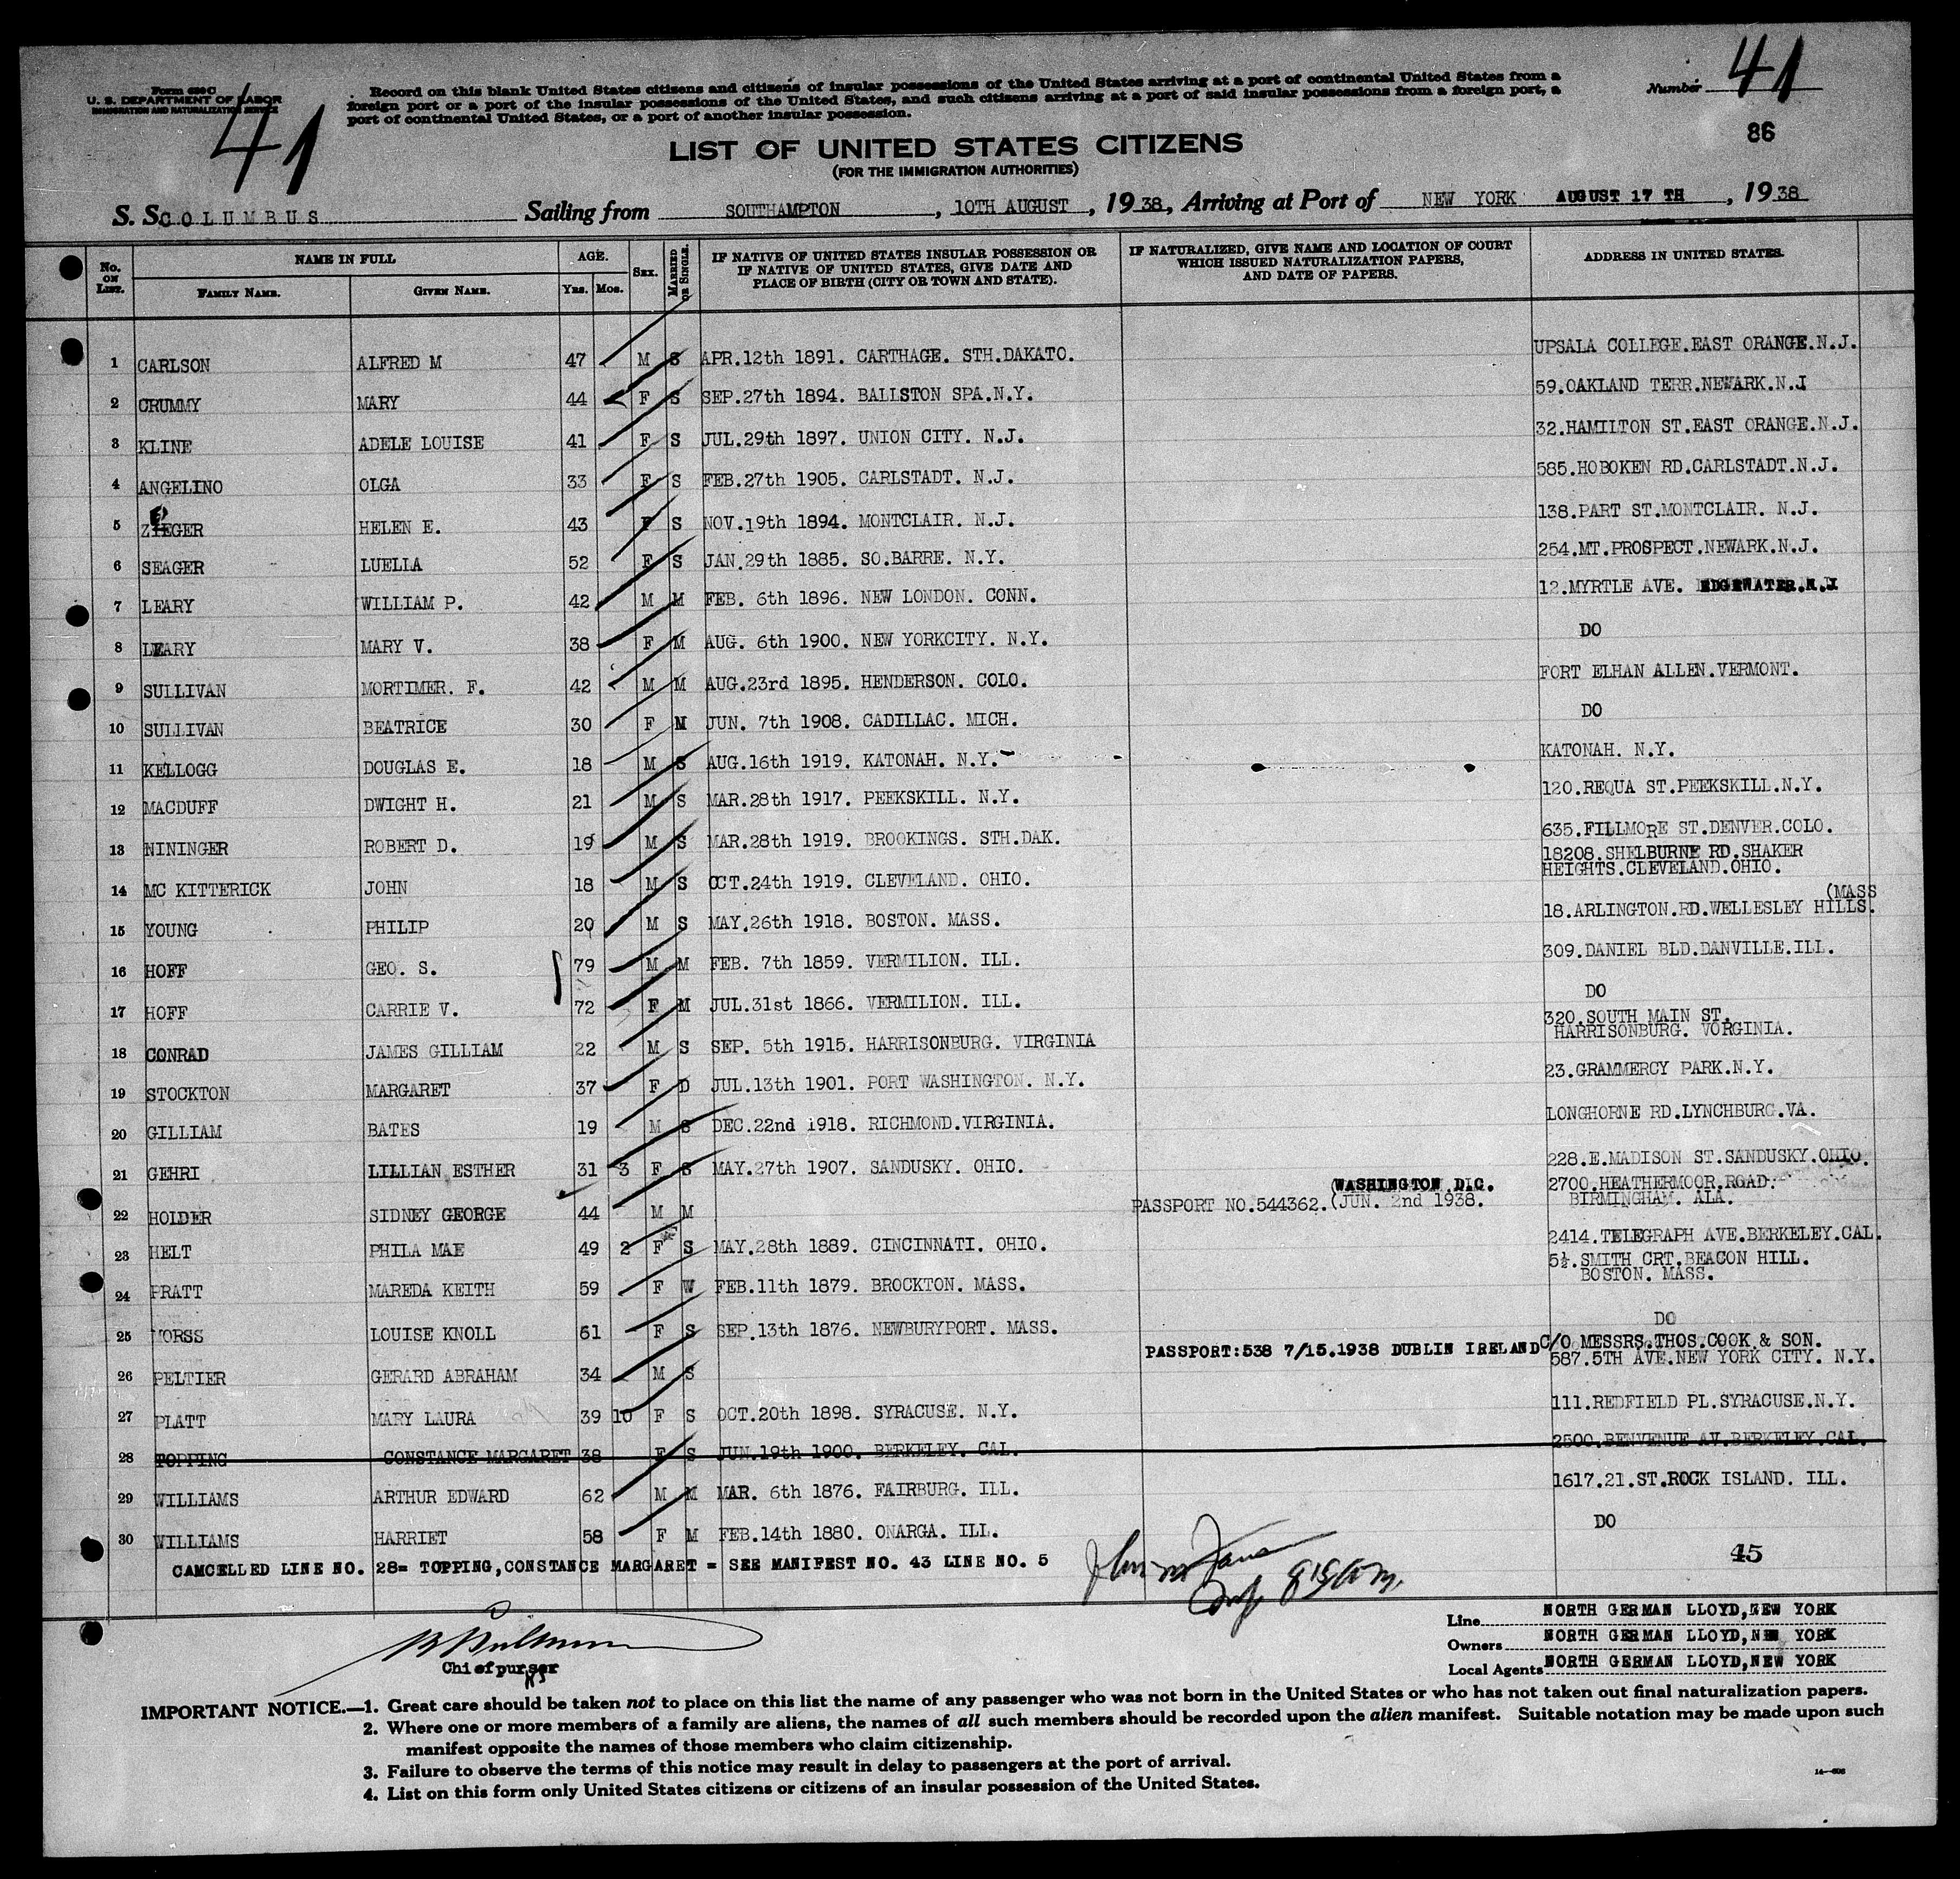 Form 630 C
U. S. DEPARTMENT OF LABOR
IMMIGRATION AND NATURALIZATION SERVICE
41
Record on this blank United States citizens and citizens of insular possessions of the United States arriving at a port of continental United States from a
foreign port or a port of the insular possessions of the United States, and such citizens arriving at a port of said insular possessions from a foreign port, a
port of continental United States, or a port of another insular possession.
Number 41
86
LIST OF UNITED STATES CITIZENS
(FOR THE IMMIGRATION AUTHORITIES)
S. S. COLUMBUS Sailing from SOUTHAMPTON, 10TH AUGUST, 1938, Arriving at Port of NEW YORK AUGUST 17 TH, 1938
No. ON LIST. NAME IN FULL FAMILY NAME. GIVEN NAME. AGE. YRS. MOS. SEX. MARRIED OR SINGLE. IF NATIVE OF UNITED STATES INSULAR POSSESSION OR IF NATIVE OF UNITED STATES, GIVE DATE AND PLACE OF BIRTH (CITY OR TOWN AND STATE). IF NATURALIZED, GIVE NAME AND LOCATION OF COURT WHICH ISSUED NATURALIZATION PAPERS, AND DATE OF PAPERS. ADDRESS IN UNITED STATES.
1 CARLSON ALFRED M 47 M S APR.12th 1891. CARTHAGE. STH.DAKATO. UPSALA COLLEGE.EAST ORANGE.N.J.
2 CRUMMY MARY 44 F S SEP.27th 1894. BALLSTON SPA.N.Y. 59.OAKLAND TERR.NEWARK.N.J
3 KLINE ADELE LOUISE 41 F S JUL.29th 1897. UNION CITY. N.J. 32.HAMILTON ST.EAST ORANGE.N.J.
4 ANGELINO OLGA 33 F S FEB.27th 1905. CARLSTADT. N.J. 585.HOBOKEN RD.CARLSTADT.N.J.
5 ZIEGER HELEN E. 43 F S NOV.19th 1894. MONTCLAIR. N.J. 138.PART ST.MONTCLAIR. N.J.
6 SEAGER LUELLA 52 F S JAN.29th 1885. SO.BARRE. N.Y. 254.MT.PROSPECT.NEWARK.N.J.
7 LEARY WILLIAM P. 42 M M FEB. 6th 1896. NEW LONDON. CONN. 12.MYRTLE AVE. EDGEWATER.N.J
8 LEARY MARY V. 38 F M AUG. 6th 1900. NEW YORKCITY. N.Y. DO
9 SULLIVAN MORTIMER. F. 42 M M AUG.23rd 1895. HENDERSON. COLO. FORT ELHAN ALLEN.VERMONT.
10 SULLIVAN BEATRICE 30 F M JUN. 7th 1908. CADILLAC. MICH. DO
11 KELLOGG DOUGLAS E. 18 M S AUG.16th 1919. KATONAH. N.Y. KATONAH. N.Y.
12 MACDUFF DWIGHT H. 21 M S MAR.28th 1917. PEEKSKILL. N.Y. 120.REQUA ST.PEEKSKILL.N.Y.
13 NININGER ROBERT D. 19 M S MAR.28th 1919. BROOKINGS. STH.DAK. 635.FILLMORE ST.DENVER.COLO.
14 MC KITTERICK JOHN 18 M S OCT.24th 1919. CLEVELAND. OHIO. 18208.SHELBURNE RD.SHAKER
HEIGHTS.CLEVELAND.OHIO.
15 YOUNG PHILIP 20 M S MAY.26th 1918. BOSTON. MASS. 18.ARLINGTON.RD.WELLESLEY HILLS. (MASS
16 HOFF GEO. S. 79 M M FEB. 7th 1859. VERMILION. ILL. 309.DANIEL BLD.DANVILLE.ILL.
17 HOFF CARRIE V. 72 F M JUL.31st 1866. VERMILION. ILL. DO
18 CONRAD JAMES GILLIAM 22 M S SEP. 5th 1915. HARRISONBURG. VIRGINIA 320.SOUTH MAIN ST.
HARRISONBURG. VORGINIA.
19 STOCKTON MARGARET 37 F D JUL.13th 1901. PORT WASHINGTON. N.Y. 23.GRAMMERCY PARK.N.Y.
20 GILLIAM BATES 19 M S DEC.22nd 1918. RICHMOND.VIRGINIA. LONGHORNE RD.LYNCHBURG.VA.
21 GEHRI LILLIAN ESTHER 31 3 F S MAY.27th 1907. SANDUSKY. OHIO. 228.E.MADISON ST.SANDUSKY.OHIO.
22 HOLDER SIDNEY GEORGE 44 M M PASSPORT NO.544362.(WASHINGTON D.C.
(JUN. 2nd 1938. 2700.HEATHERMOOR.ROAD.
BIRMINGHAM. ALA.
23 HELT PHILA MAE 49 2 F S MAY.28th 1889. CINCINNATI. OHIO. 2414.TELEGRAPH AVE.BERKELEY.CAL.
24 PRATT MAREDA KEITH 59 F W FEB.11th 1879. BROCKTON. MASS. 5½.SMITH CRT.BEACON HILL.
BOSTON. MASS.
25 MORSS LOUISE KNOLL 61 F S SEP.13th 1876. NEWBURYPORT. MASS. DO
26 PELTIER GERARD ABRAHAM 34 M S PASSPORT:538 7/15.1938 DUBLIN IRELAND C/O MESSRS.THOS.COOK & SON.
587.5TH AVE.NEW YORK CITY. N.Y.
27 PLATT MARY LAURA 39 10 F S OCT.20th 1898. SYRACUSE. N.Y. 111.REDFIELD PL.SYRACUSE.N.Y.
28 TOPPING CONSTANCE MARGARET 38 F S JUN.19th 1900. BERKELEY. CAL. 2500.BENVENUE AV.BERKELEY.CAL.
29 WILLIAMS ARTHUR EDWARD 62 M M MAR. 6th 1876. FAIRBURG. ILL. 1617.21.ST.ROCK ISLAND. ILL.
30 WILLIAMS HARRIET 58 F M FEB.14th 1880. ONARGA. ILL. DO
CAMCELLED LINE NO. 28= TOPPING,CONSTANCE MARGARET = SEE MANIFEST NO. 43 LINE NO. 5
45
Chiefpurser
Line NORTH GERMAN LLOYD,NEW YORK
Owners NORTH GERMAN LLOYD,NEW YORK
Local Agents NORTH GERMAN LLOYD,NEW YORK
IMPORTANT NOTICE.—1. Great care should be taken not to place on this list the name of any passenger who was not born in the United States or who has not taken out final naturalization papers.
2. Where one or more members of a family are aliens, the names of all such members should be recorded upon the alien manifest. Suitable notation may be made upon such
manifest opposite the names of those members who claim citizenship.
3. Failure to observe the terms of this notice may result in delay to passengers at the port of arrival.
4. List on this form only United States citizens or citizens of an insular possession of the United States.